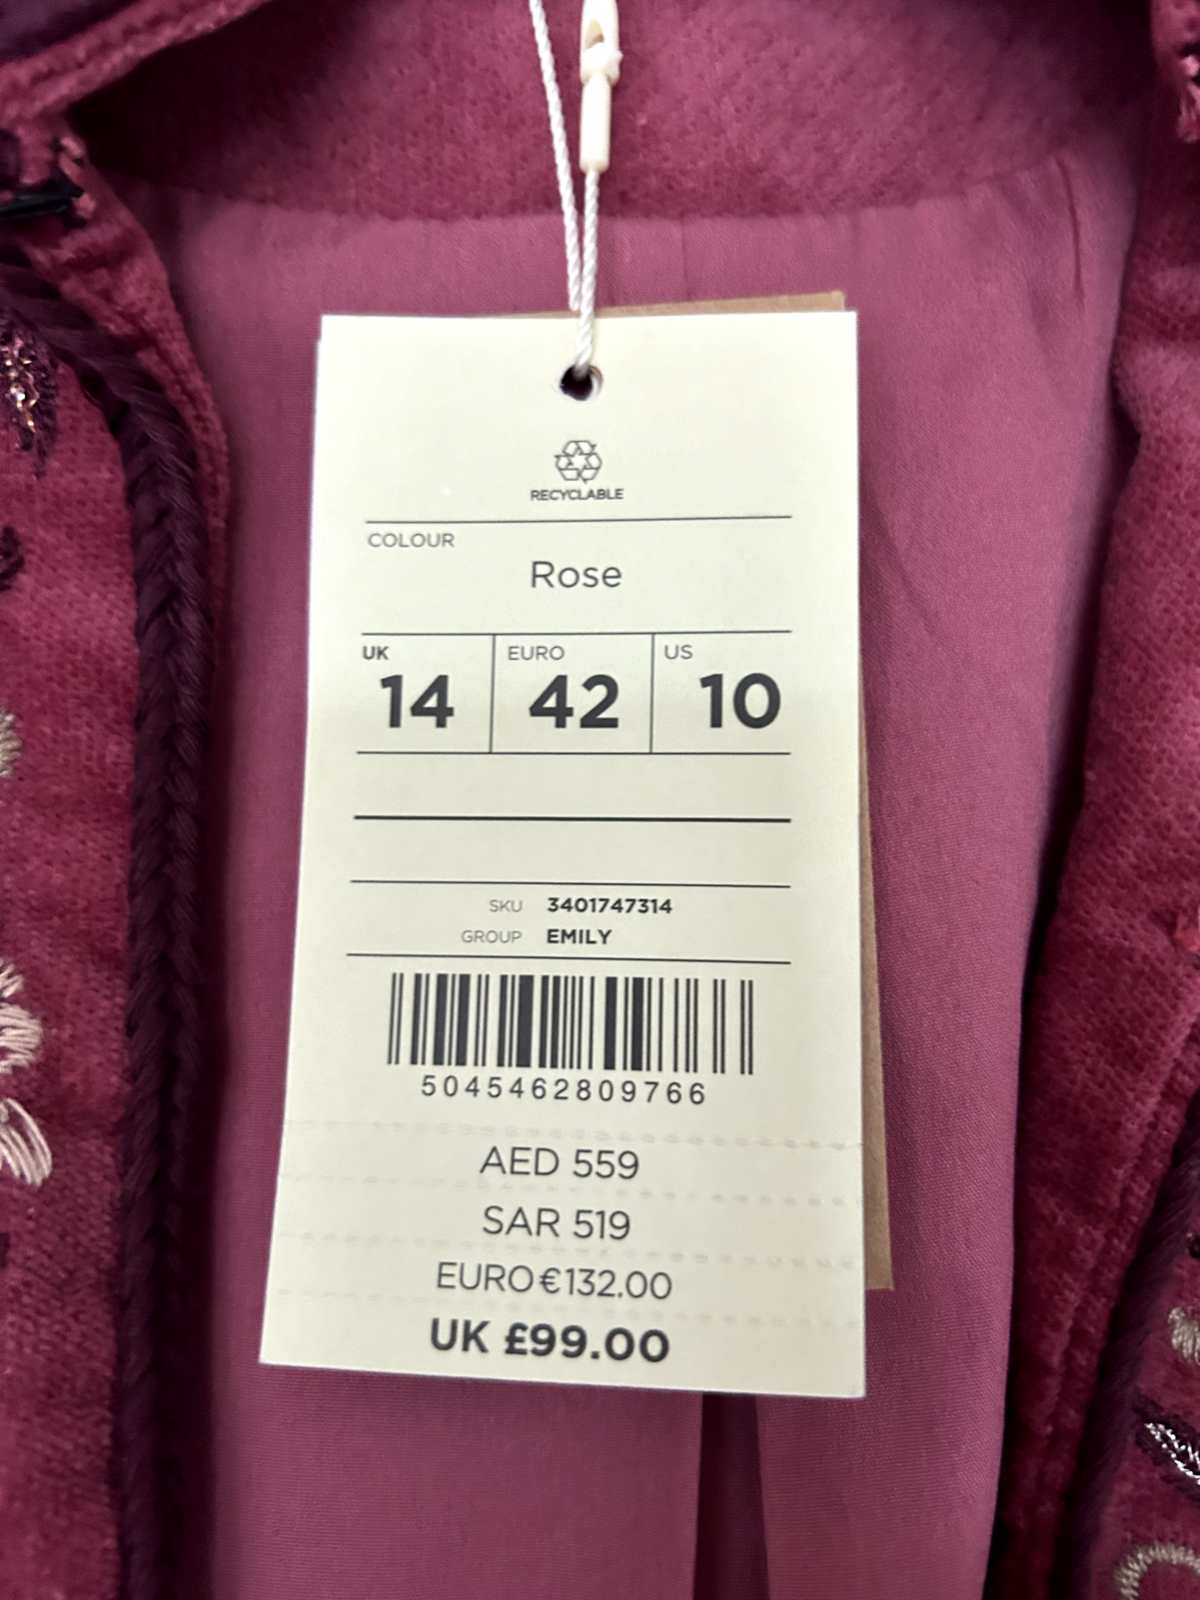 RECYCLABLE
COLOUR
Rose
UK EURO US
14 42 10
SKU 3401747314
GROUP EMILY
5045462809766
AED 559
SAR 519
EURO€132.00
UK £99.00